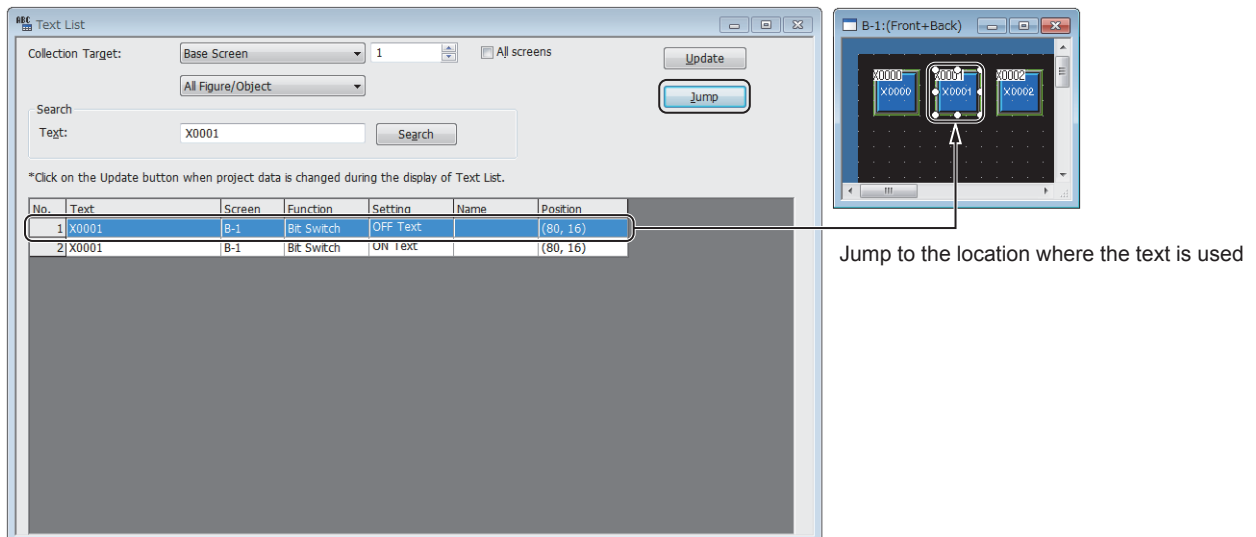 ABC Text List
Collection Target: Base Screen 1 All screens Update
All Figure/Object Jump
Search
Text: X0001 Search
*Click on the Update button when project data is changed during the display of Text List.
No. Text Screen Function Setting Name Position
1 X0001 B-1 Bit Switch OFF Text (80, 16)
2 X0001 B-1 Bit Switch ON Text (80, 16)
B-1:(Front+Back)
X0000 X0001 X0002
X0000 X0001 X0002
Jump to the location where the text is used